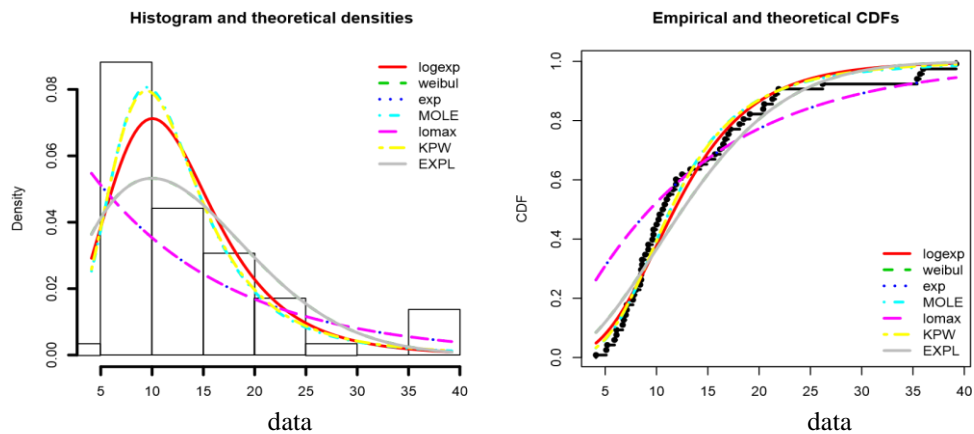 Histogram and theoretical densities
Density
0.00
0.02
0.04
0.06
0.08
5
10
15
20
25
30
35
40
data
logexp
weibul
exp
MOLE
lomax
KPW
EXPL
Empirical and theoretical CDFs
CDF
0.0
0.2
0.4
0.6
0.8
1.0
5
10
15
20
25
30
35
40
data
logexp
weibul
exp
MOLE
lomax
KPW
EXPL